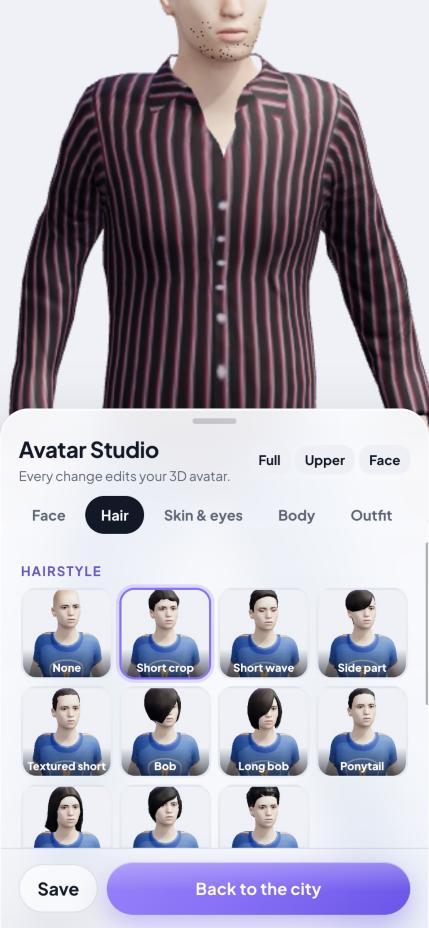 Avatar Studio
Every change edits your 3D avatar.
Full Upper Face
Face Hair Skin & eyes Body Outfit
HAIRSTYLE
None Short crop Short wave Side part
Textured short Bob Long bob Ponytail
Save Back to the city